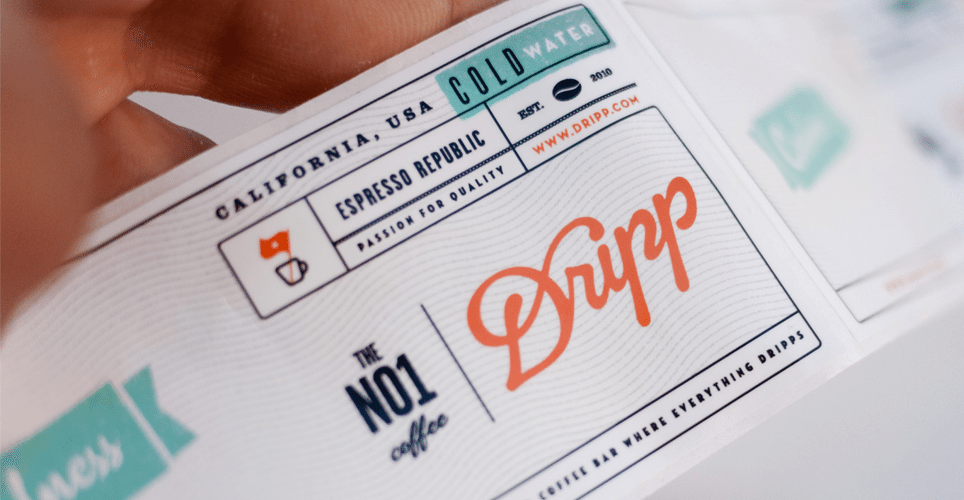 COLD WATER
CALIFORNIA, USA
EST. 2010
ESPRESSO REPUBLIC
WWW.DRIPP.COM
PASSION FOR QUALITY
Dripp
THE
NO1
coffee
COFFEE BAR WHERE EVERYTHING DRIPPS